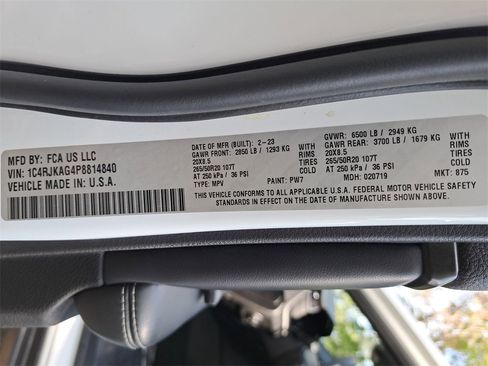 MFD BY: FCA US LLC
VIN: 1C4RJKAG4P8814840
VEHICLE MADE IN: U.S.A.
DATE OF MFR (BUILT): 2-23
GAWR FRONT: 2850 LB / 1293 KG
20X8.5 RIMS
265/50R20 107T TIRES
AT 250 kPa / 36 PSI COLD
TYPE: MPV
PAINT: PW7
GVWR: 6500 LB / 2949 KG
GAWR REAR: 3700 LB / 1679 KG
20X8.5 RIMS
265/50R20 107T TIRES
AT 250 kPa / 36 PSI COLD
MDH: 020719
MKT: 875
THIS VEHICLE CONFORMS TO ALL APPLICABLE U.S.A. FEDERAL MOTOR VEHICLE SAFETY
STANDARDS IN EFFECT ON THE DATE OF MANUFACTURE SHOWN ABOVE.